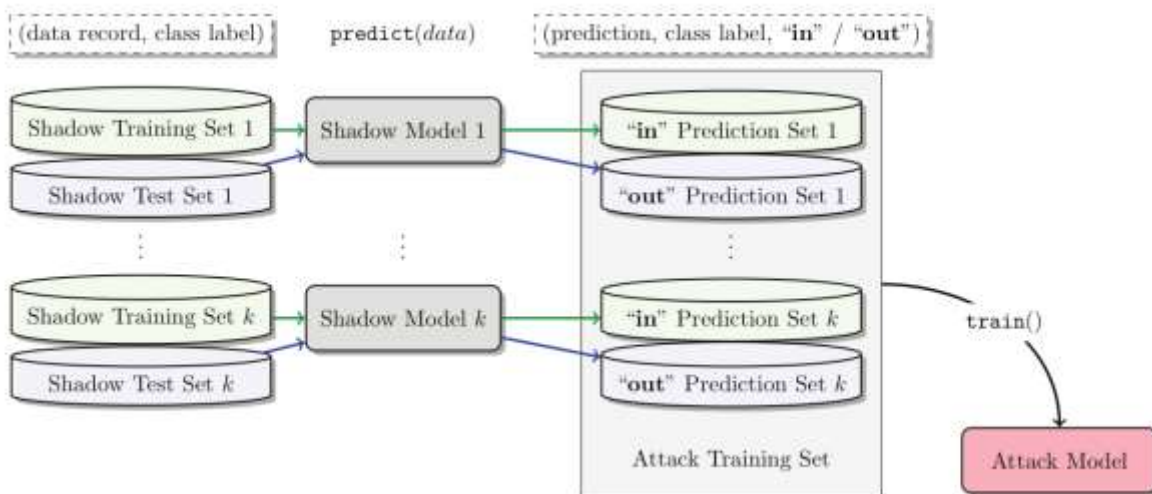 (data record, class label) predict(data) (prediction, class label, “in” / “out”)
Shadow Training Set 1 Shadow Model 1 “in” Prediction Set 1
Shadow Test Set 1 “out” Prediction Set 1
Shadow Training Set k Shadow Model k “in” Prediction Set k
train()
Shadow Test Set k “out” Prediction Set k
Attack Training Set Attack Model